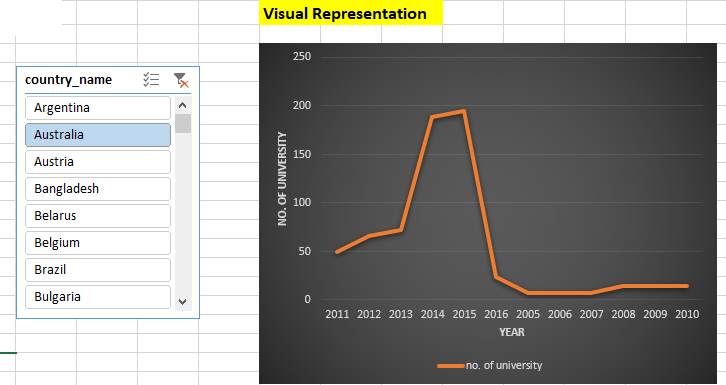 Visual Representation
country_name
Argentina
Australia
Austria
Bangladesh
Belarus
Belgium
Brazil
Bulgaria
250
200
150
100
50
0
NO. OF UNIVERSITY
2011 2012 2013 2014 2015 2016 2005 2006 2007 2008 2009 2010
YEAR
no. of university